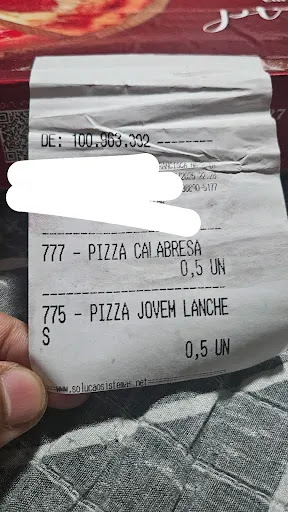 DE: 100.963.392 --------
777 - PIZZA CALABRESA
0,5 UN
775 - PIZZA JOVEM LANCHE
S
0,5 UN
www.solucaosistemas.net